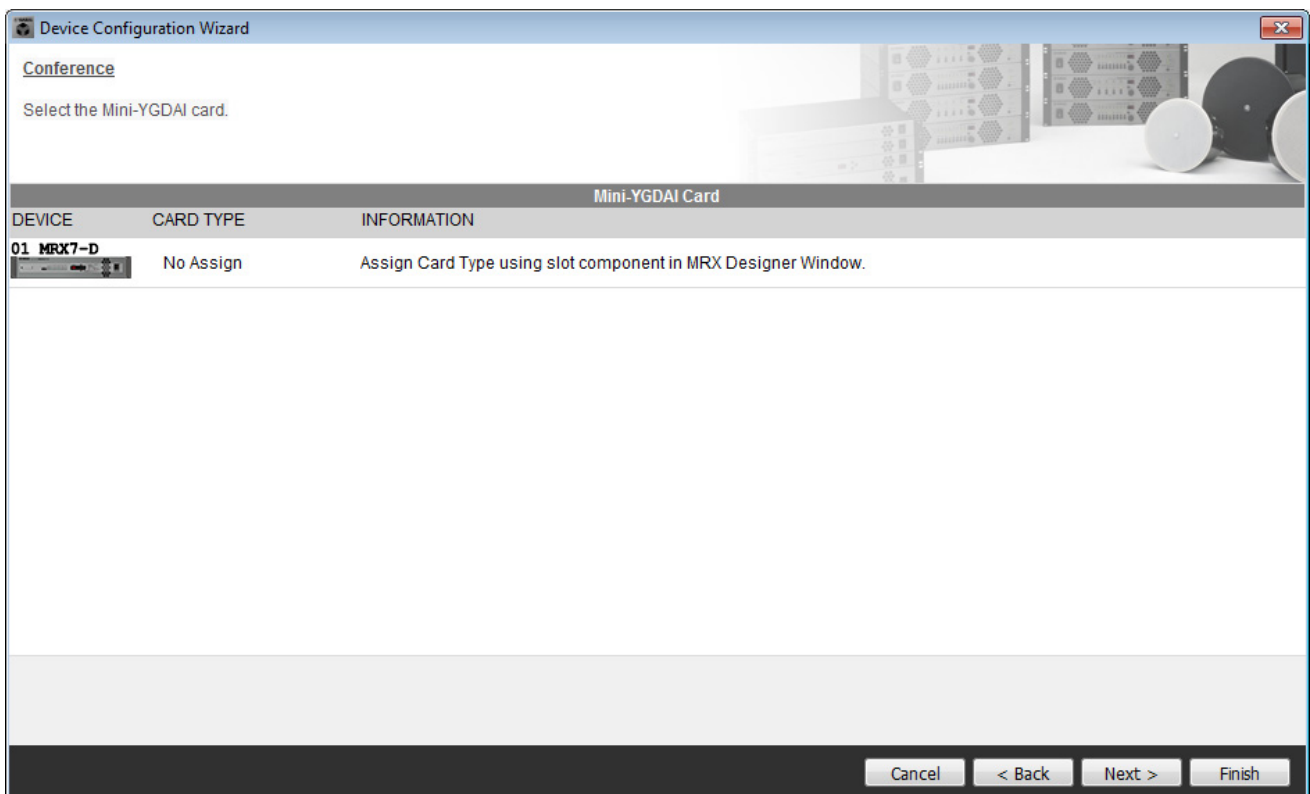 Device Configuration Wizard
Conference
Select the Mini-YGDAI card.
Mini-YGDAI Card
DEVICE CARD TYPE INFORMATION
01 MRX7-D
No Assign Assign Card Type using slot component in MRX Designer Window.
Cancel < Back Next > Finish